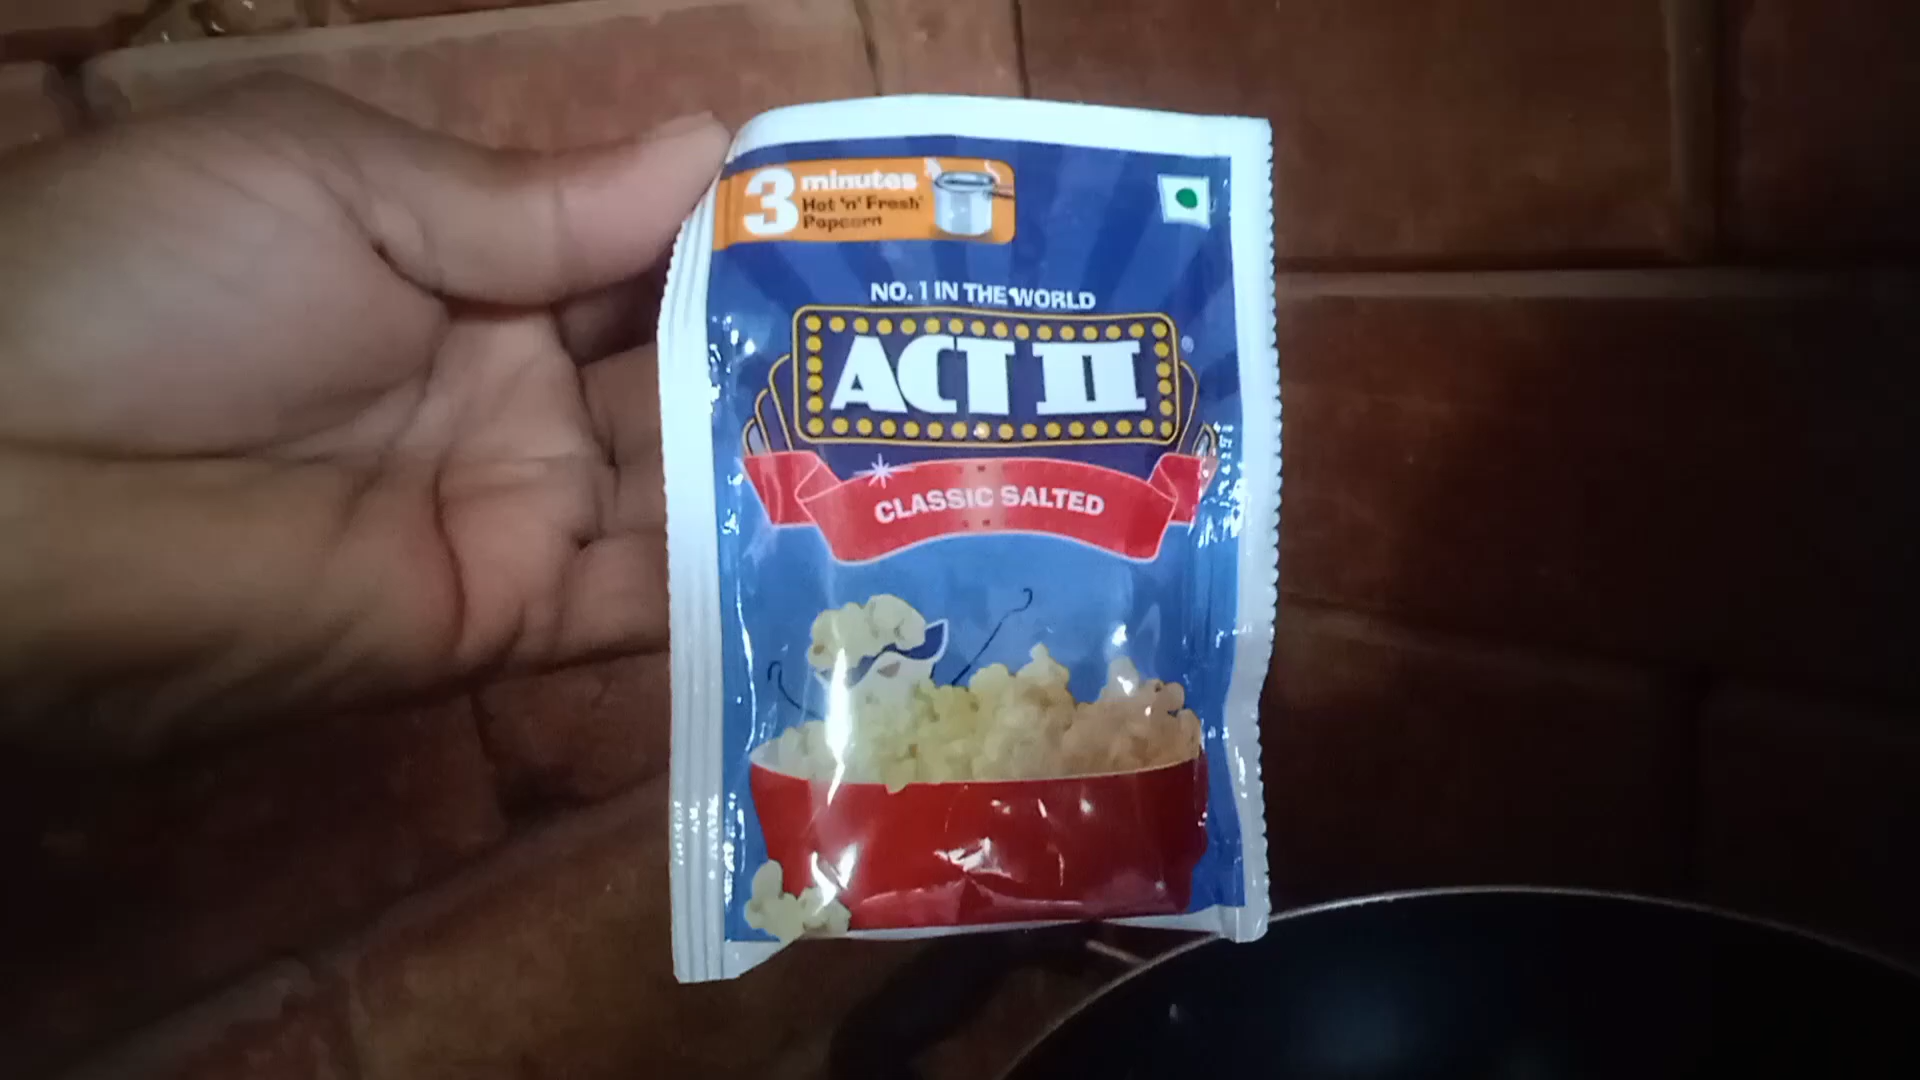 3 minutes
Hot 'n' Fresh
Popcorn
NO. 1 IN THE WORLD
ACT II
CLASSIC SALTED